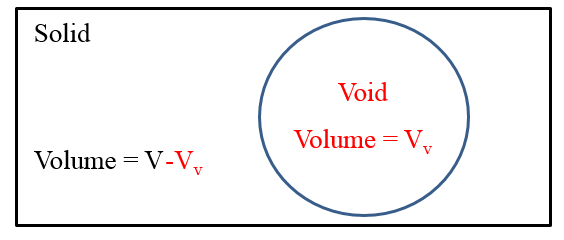 Solid
Void
Volume = Vᵥ
Volume = V-Vᵥ